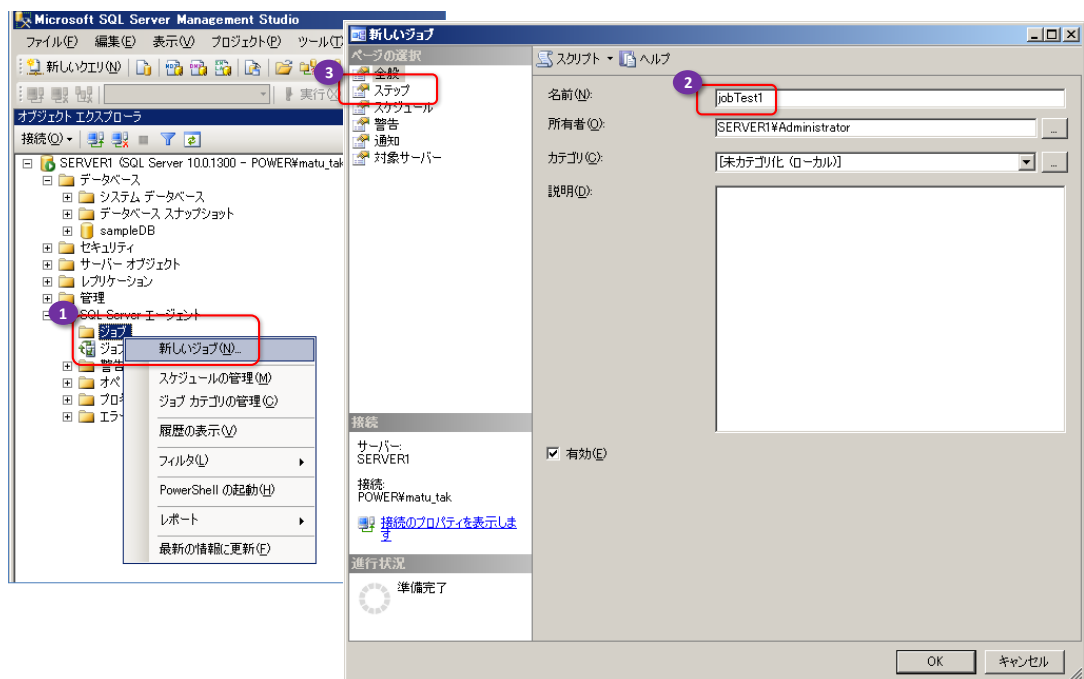 Microsoft SQL Server Management Studio
ファイル(F) 編集(E) 表示(V) プロジェクト(P) ツール(T)
新しいクエリ(N)
実行(X)
オブジェクト エクスプローラ
接続(O)
SERVER1 (SQL Server 10.0.1300 - POWER¥matu_tak
データベース
システム データベース
データベース スナップショット
sampleDB
セキュリティ
サーバー オブジェクト
レプリケーション
管理
1
SQL Server エージェント
ジョブ
ジョブ
警告
オペ
プロ
エラ
新しいジョブ(N)...
スケジュールの管理(M)
ジョブ カテゴリの管理(C)
履歴の表示(V)
フィルタ(L)
PowerShell の起動(H)
レポート
最新の情報に更新(F)
新しいジョブ
ページの選択
全般
3
ステップ
スケジュール
警告
通知
対象サーバー
スクリプト ヘルプ
2
名前(N): jobTest1
所有者(O): SERVER1¥Administrator ...
カテゴリ(C): [未カテゴリ化 (ローカル)] ...
説明(D):
有効(E)
接続
サーバー:
SERVER1
接続:
POWER¥matu_tak
接続のプロパティを表示しま
す
進行状況
準備完了
OK キャンセル